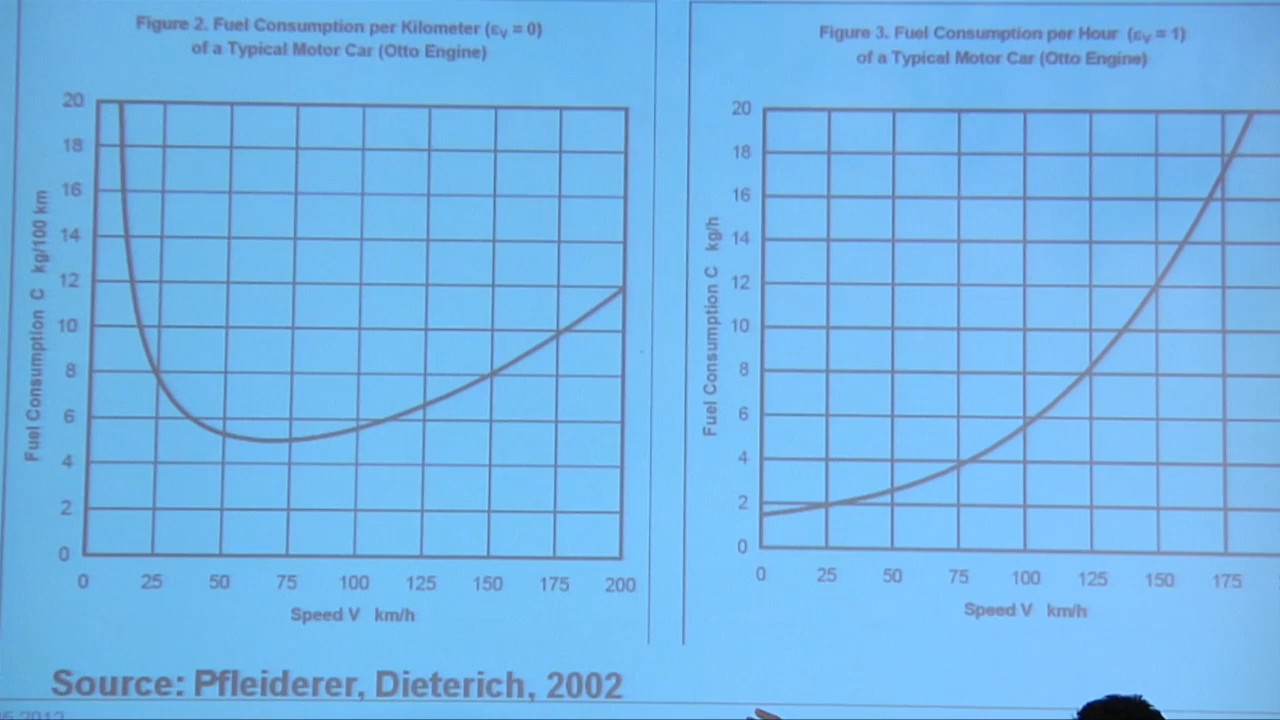 Figure 2. Fuel Consumption per Kilometer (εV = 0)
of a Typical Motor Car (Otto Engine)
20
18
16
14
12
10
8
6
4
2
0
Fuel Consumption C kg/100 km
0 25 50 75 100 125 150 175 200
Speed V km/h
Figure 3. Fuel Consumption per Hour (εV = 1)
of a Typical Motor Car (Otto Engine)
20
18
16
14
12
10
8
6
4
2
0
Fuel Consumption C kg/h
0 25 50 75 100 125 150 175
Speed V km/h
Source: Pfleiderer, Dieterich, 2002